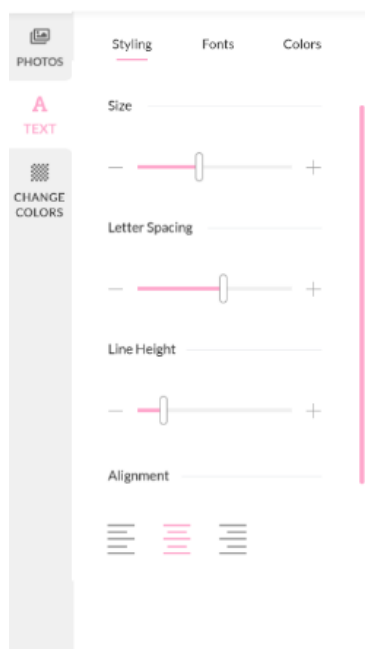 PHOTOS
A
TEXT
CHANGE
COLORS
Styling Fonts Colors
Size
Letter Spacing
Line Height
Alignment